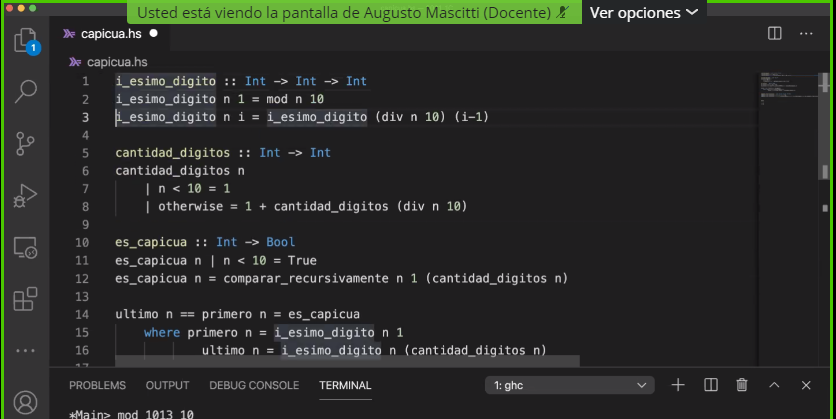 Usted está viendo la pantalla de Augusto Mascitti (Docente)
Ver opciones
1
capicua.hs
capicua.hs
1 i_esimo_digito :: Int -> Int -> Int
2 i_esimo_digito n 1 = mod n 10
3 i_esimo_digito n i = i_esimo_digito (div n 10) (i-1)
4
5 cantidad_digitos :: Int -> Int
6 cantidad_digitos n
7 | n < 10 = 1
8 | otherwise = 1 + cantidad_digitos (div n 10)
9
10 es_capicua :: Int -> Bool
11 es_capicua n | n < 10 = True
12 es_capicua n = comparar_recursivamente n 1 (cantidad_digitos n)
13
14 ultimo n == primero n = es_capicua
15 where primero n = i_esimo_digito n 1
16 ultimo n = i_esimo_digito n (cantidad_digitos n)
17
PROBLEMS OUTPUT DEBUG CONSOLE TERMINAL 1: ghc
*Main> mod 1013 10